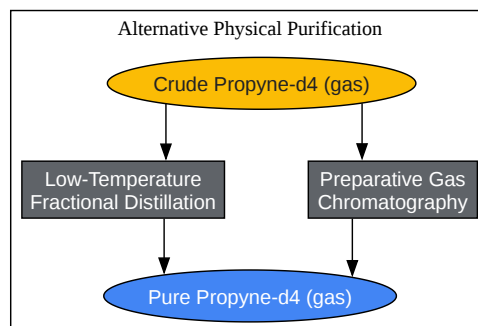 Alternative Physical Purification
Crude Propyne-d4 (gas)
Low-Temperature
Fractional Distillation
Preparative Gas
Chromatography
Pure Propyne-d4 (gas)